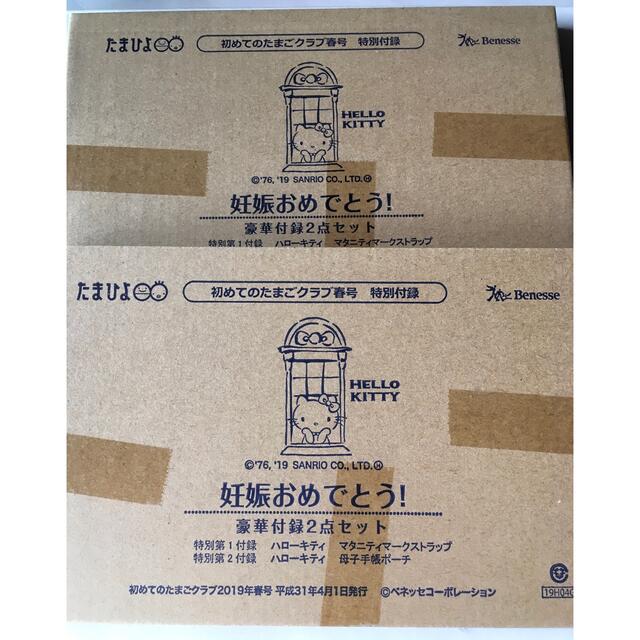 たまひよ
初めてのたまごクラブ春号 特別付録
Benesse
HELLO
KITTY
©'76, '19 SANRIO CO., LTD.Ⓗ
妊娠おめでとう!
豪華付録2点セット
特別第1付録 ハローキティ マタニティマークストラップ
たまひよ
初めてのたまごクラブ春号 特別付録
Benesse
HELLO
KITTY
©'76, '19 SANRIO CO., LTD.Ⓗ
妊娠おめでとう!
豪華付録2点セット
特別第1付録 ハローキティ マタニティマークストラップ
特別第2付録 ハローキティ 母子手帳ポーチ
初めてのたまごクラブ2019年春号 平成31年4月1日発行 ©ベネッセコーポレーション